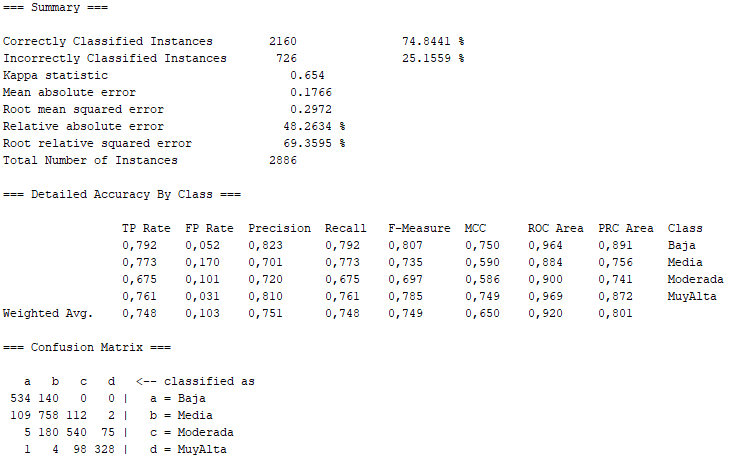 === Summary ===
Correctly Classified Instances 2160 74.8441 %
Incorrectly Classified Instances 726 25.1559 %
Kappa statistic 0.654
Mean absolute error 0.1766
Root mean squared error 0.2972
Relative absolute error 48.2634 %
Root relative squared error 69.3595 %
Total Number of Instances 2886
=== Detailed Accuracy By Class ===
TP Rate FP Rate Precision Recall F-Measure MCC ROC Area PRC Area Class
0,792 0,052 0,823 0,792 0,807 0,750 0,964 0,891 Baja
0,773 0,170 0,701 0,773 0,735 0,590 0,884 0,756 Media
0,675 0,101 0,720 0,675 0,697 0,586 0,900 0,741 Moderada
0,761 0,031 0,810 0,761 0,785 0,749 0,969 0,872 MuyAlta
Weighted Avg. 0,748 0,103 0,751 0,748 0,749 0,650 0,920 0,801
=== Confusion Matrix ===
a b c d <-- classified as
534 140 0 0 | a = Baja
109 758 112 2 | b = Media
5 180 540 75 | c = Moderada
1 4 98 328 | d = MuyAlta